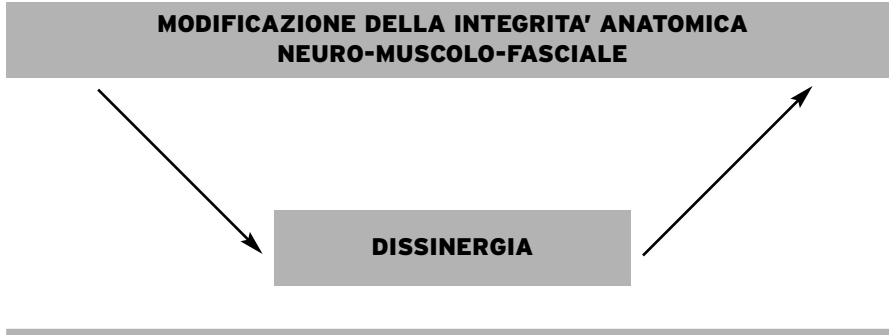 MODIFICAZIONE DELLA INTEGRITA’ ANATOMICA
NEURO-MUSCOLO-FASCIALE
DISSINERGIA